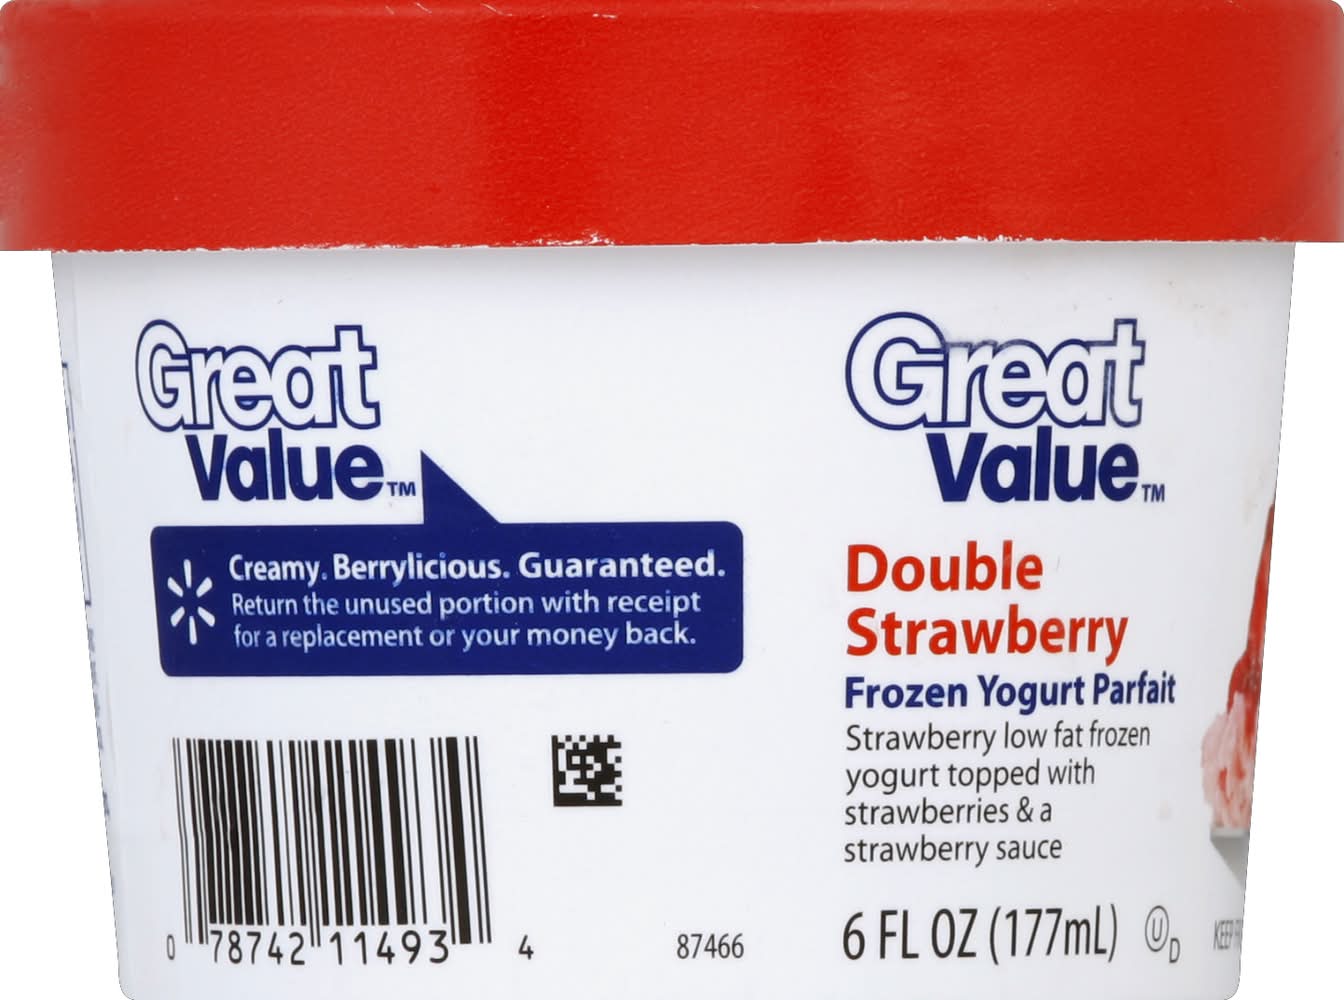 Great
Value™
Creamy. Berrylicious. Guaranteed.
Return the unused portion with receipt
for a replacement or your money back.
0 78742 11493 4
87466
Great
Value™
Double
Strawberry
Frozen Yogurt Parfait
Strawberry low fat frozen
yogurt topped with
strawberries & a
strawberry sauce
6 FL OZ (177mL) U D
KEEP